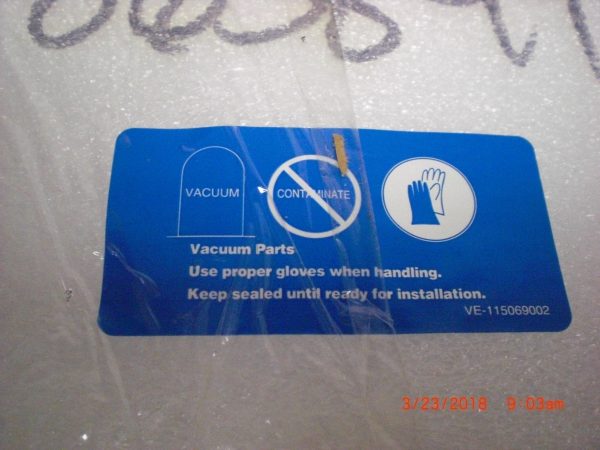 VACUUM
CONTAMINATE
Vacuum Parts
Use proper gloves when handling.
Keep sealed until ready for installation.
VE-115069002
3/23/2018 9:03am